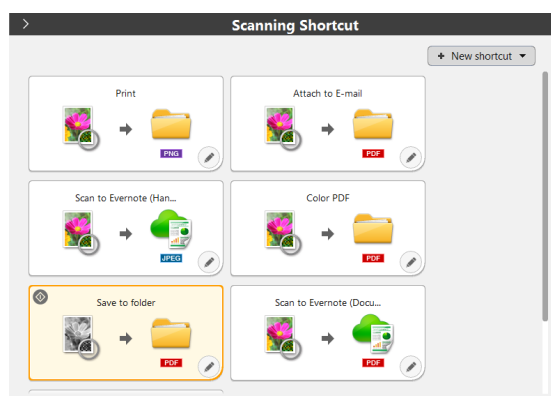 Scanning Shortcut
+ New shortcut
Print
Attach to E-mail
PNG
PDF
Scan to Evernote (Han...
Color PDF
JPEG
PDF
Save to folder
Scan to Evernote (Docu...
PDF
PDF